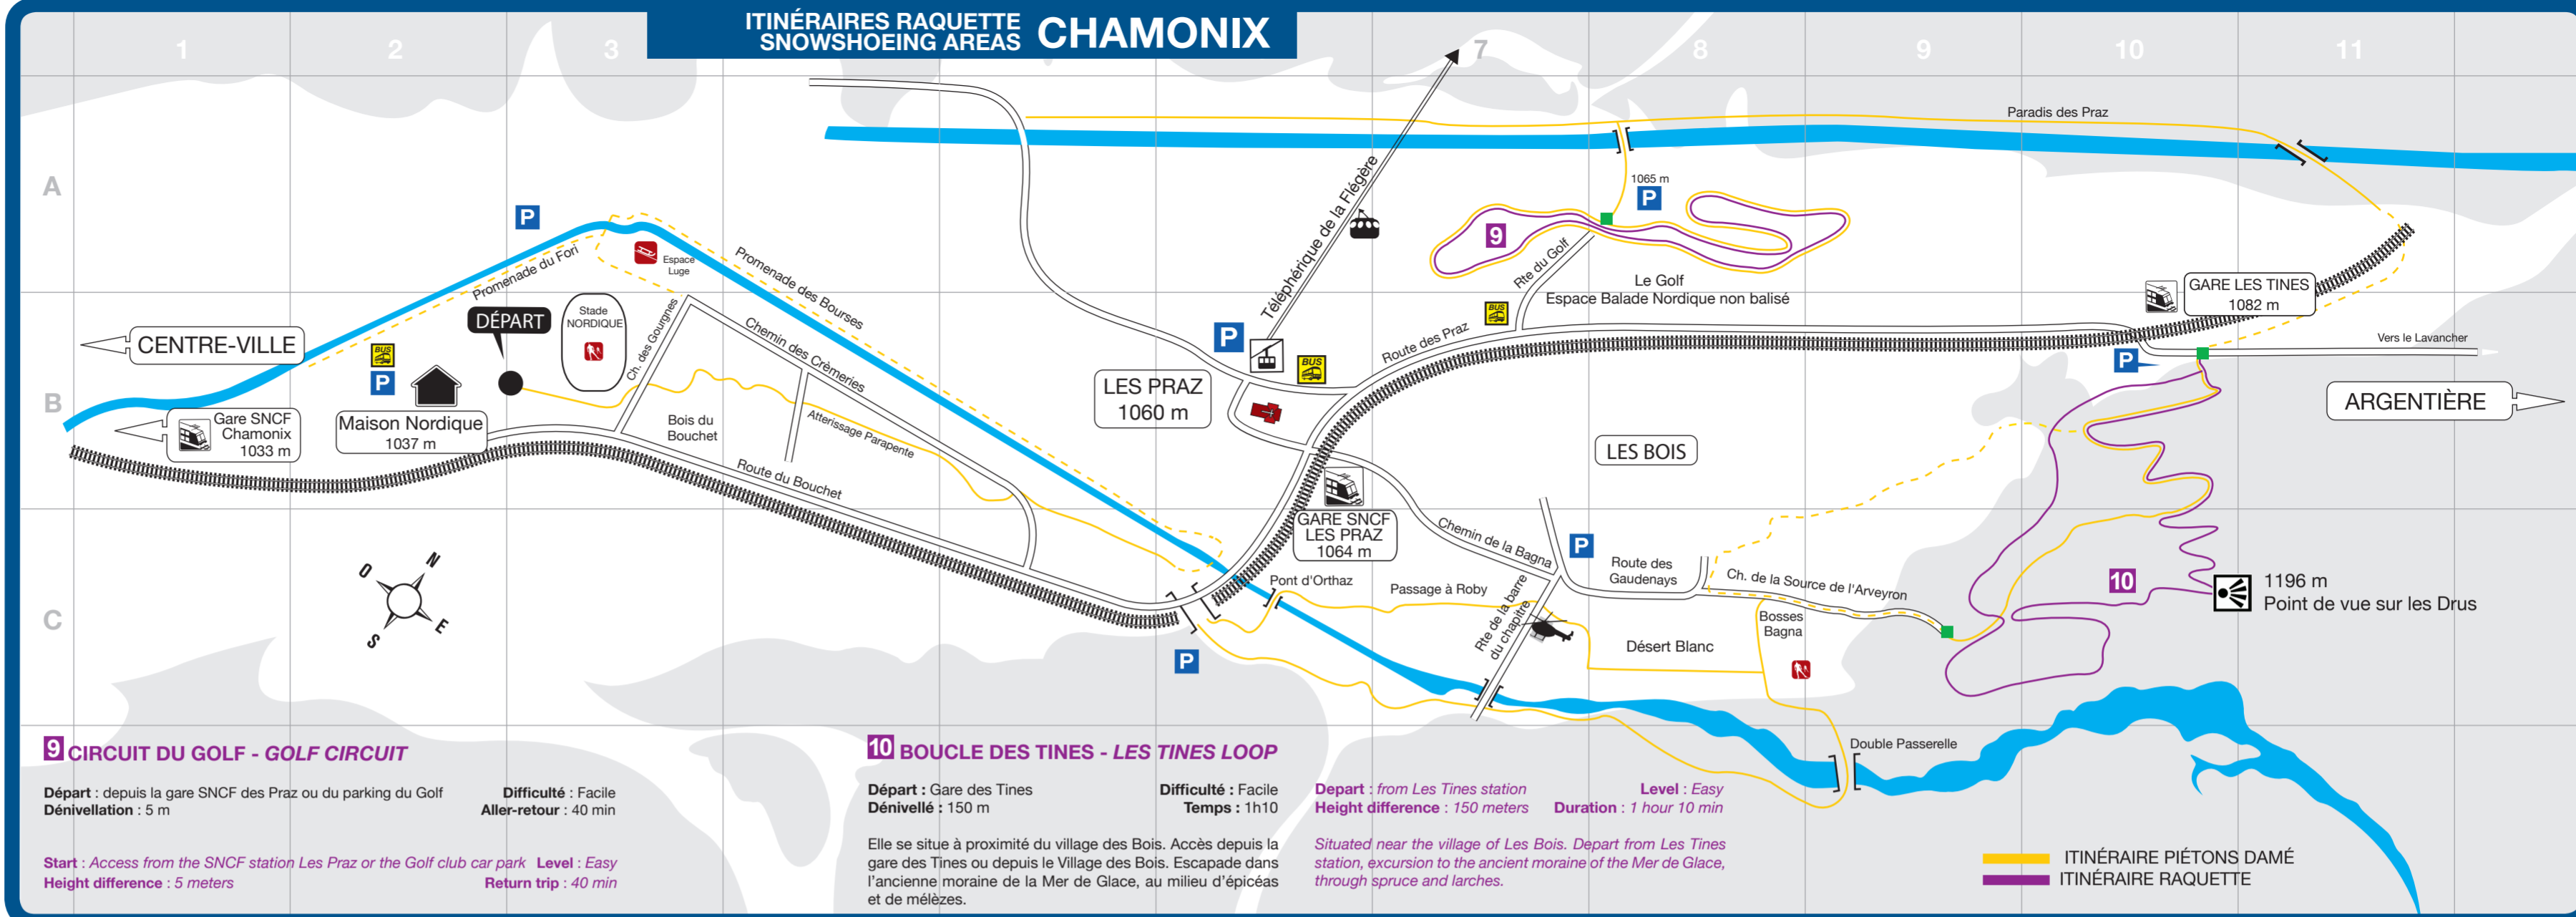 ITINÉRAIRES RAQUETTE
SNOWSHOEING AREAS
CHAMONIX
1
2
3
7
8
9
10
11
A
B
C
Paradis des Praz
1065 m
P
P
9
Téléphérique de la Flégère
Rte du Golf
Le Golf
Espace Balade Nordique non balisé
Promenade du Fori
Espace
Luge
Promenade des Bourses
GARE LES TINES
1082 m
CENTRE-VILLE
DÉPART
Stade
NORDIQUE
Ch. des Gourgnes
Chemin des Crèmeries
BUS
P
P
BUS
BUS
Route des Praz
P
Vers le Lavancher
ARGENTIÈRE
Gare SNCF
Chamonix
1033 m
Maison Nordique
1037 m
Bois du
Bouchet
Atterissage Parapente
Route du Bouchet
LES PRAZ
1060 m
LES BOIS
GARE SNCF
LES PRAZ
1064 m
Chemin de la Bagna
P
Route des
Gaudenays
Ch. de la Source de l'Arveyron
10
1196 m
Point de vue sur les Drus
N
O
E
S
Pont d'Orthaz
Passage à Roby
Rte de la barre
du chapitre
Bosses
Bagna
Désert Blanc
P
Double Passerelle
9 CIRCUIT DU GOLF - GOLF CIRCUIT
Départ : depuis la gare SNCF des Praz ou du parking du Golf
Difficulté : Facile
Dénivellation : 5 m
Aller-retour : 40 min
Start : Access from the SNCF station Les Praz or the Golf club car park
Level : Easy
Height difference : 5 meters
Return trip : 40 min
10 BOUCLE DES TINES - LES TINES LOOP
Départ : Gare des Tines
Difficulté : Facile
Dénivelé : 150 m
Temps : 1h10
Elle se situe à proximité du village des Bois. Accès depuis la
gare des Tines ou depuis le Village des Bois. Escapade dans
l'ancienne moraine de la Mer de Glace, au milieu d'épicéas
et de mélèzes.
Depart : from Les Tines station
Level : Easy
Height difference : 150 meters
Duration : 1 hour 10 min
Situated near the village of Les Bois. Depart from Les Tines
station, excursion to the ancient moraine of the Mer de Glace,
through spruce and larches.
ITINÉRAIRE PIÉTONS DAMÉ
ITINÉRAIRE RAQUETTE